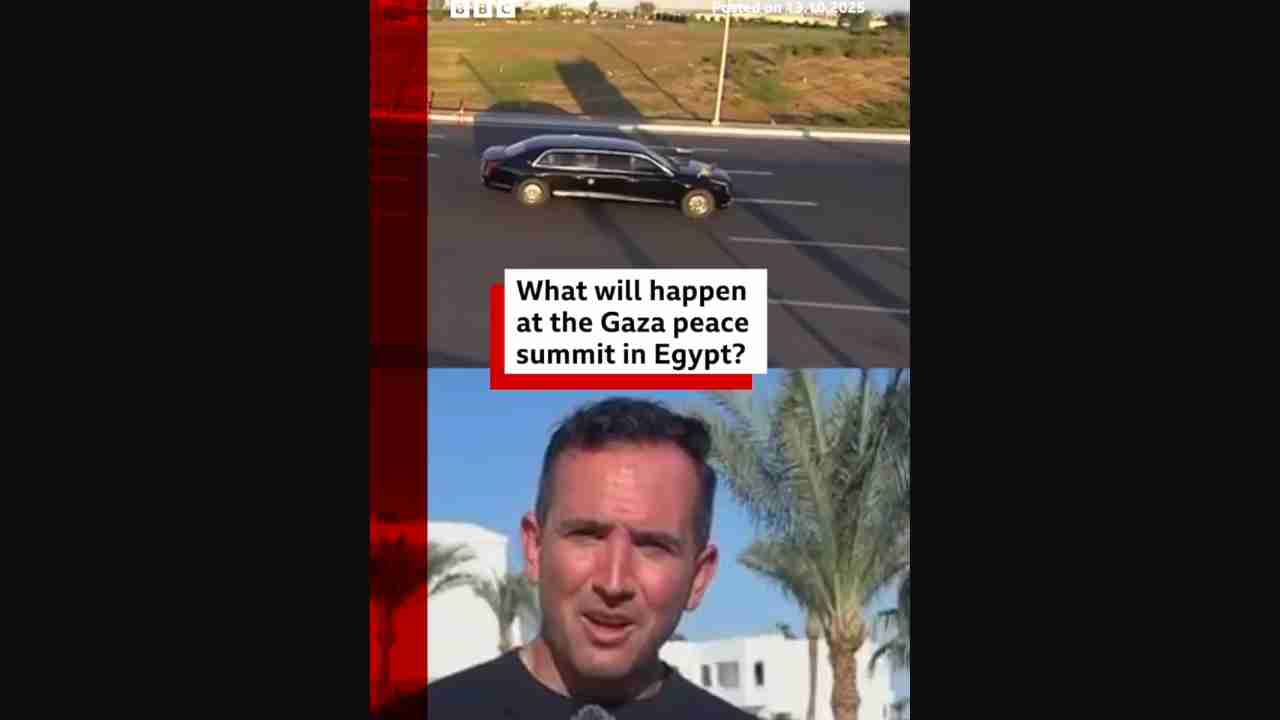 BBC
Posted on 13.10.2025
What will happen
at the Gaza peace
summit in Egypt?